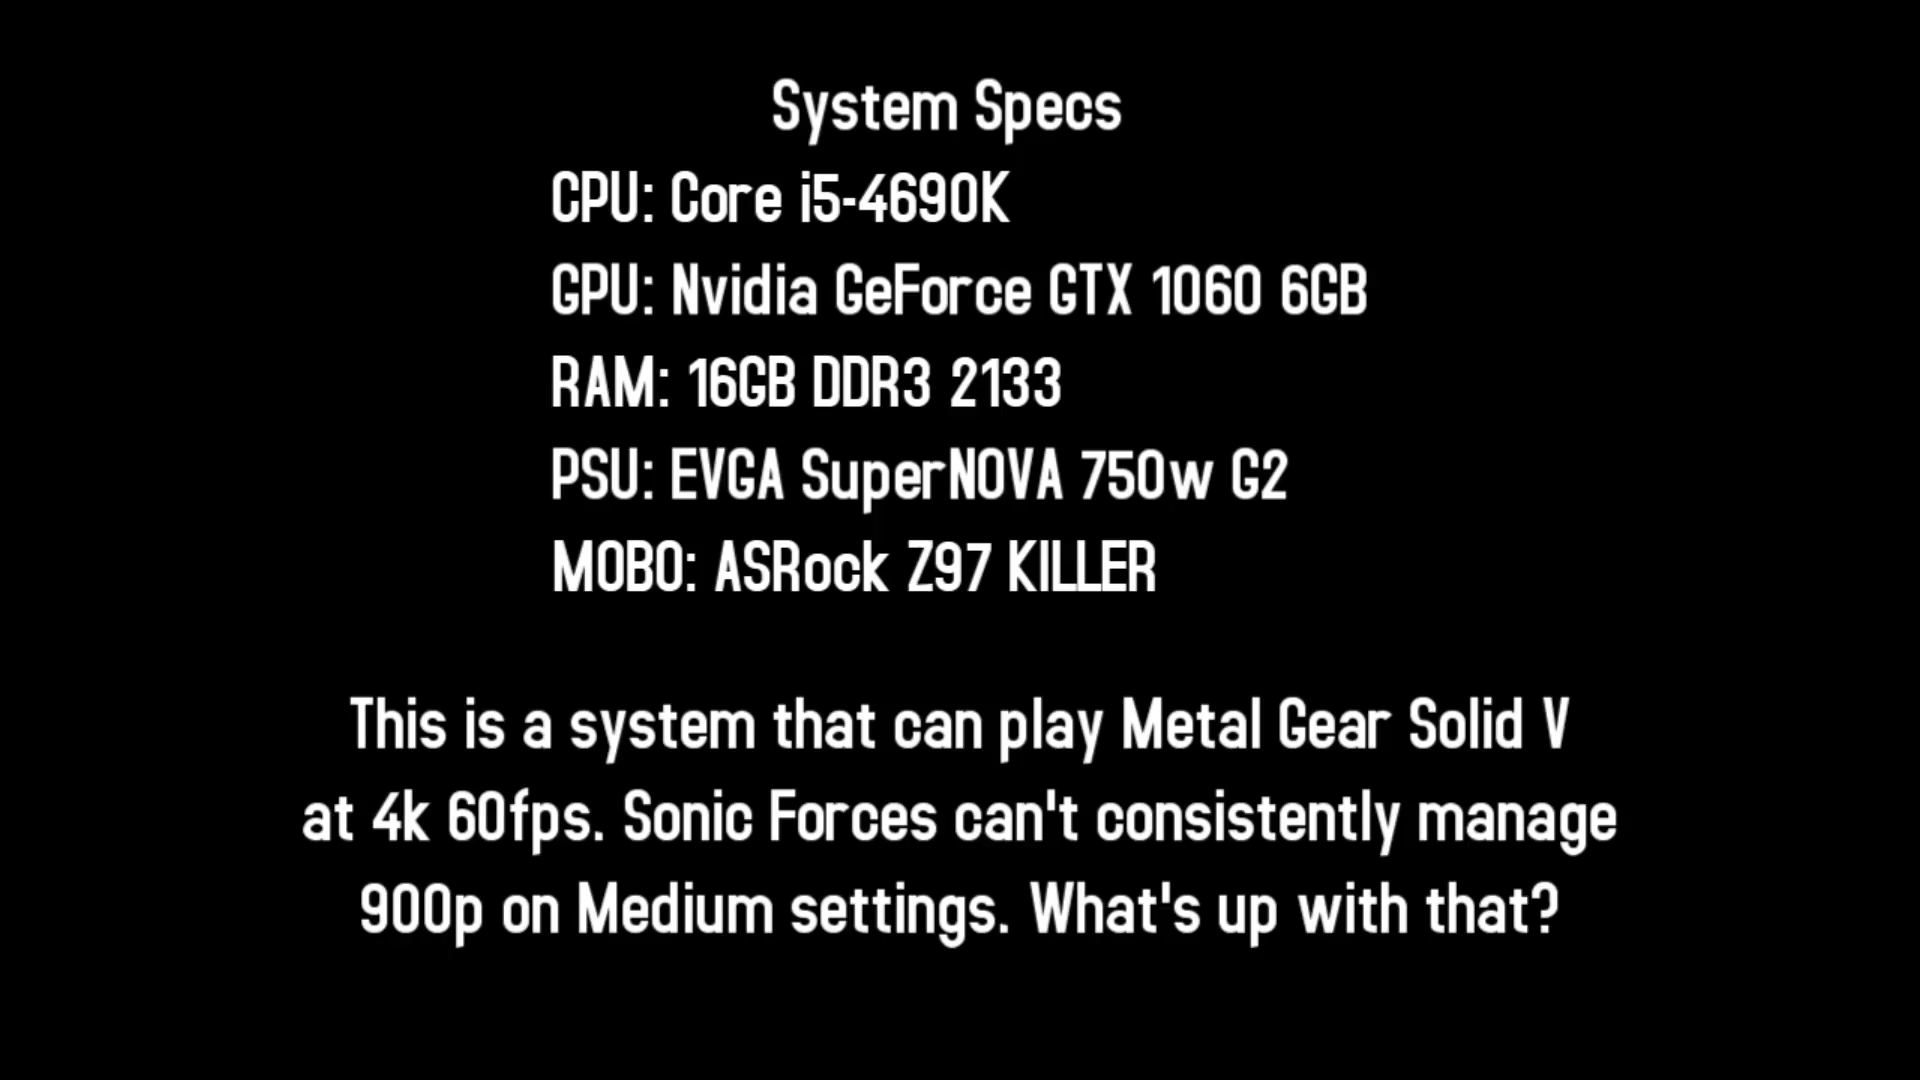 System Specs
CPU: Core i5-4690K
GPU: Nvidia GeForce GTX 1060 6GB
RAM: 16GB DDR3 2133
PSU: EVGA SuperNOVA 750w G2
MOBO: ASRock Z97 KILLER
This is a system that can play Metal Gear Solid V
at 4k 60fps. Sonic Forces can't consistently manage
900p on Medium settings. What's up with that?